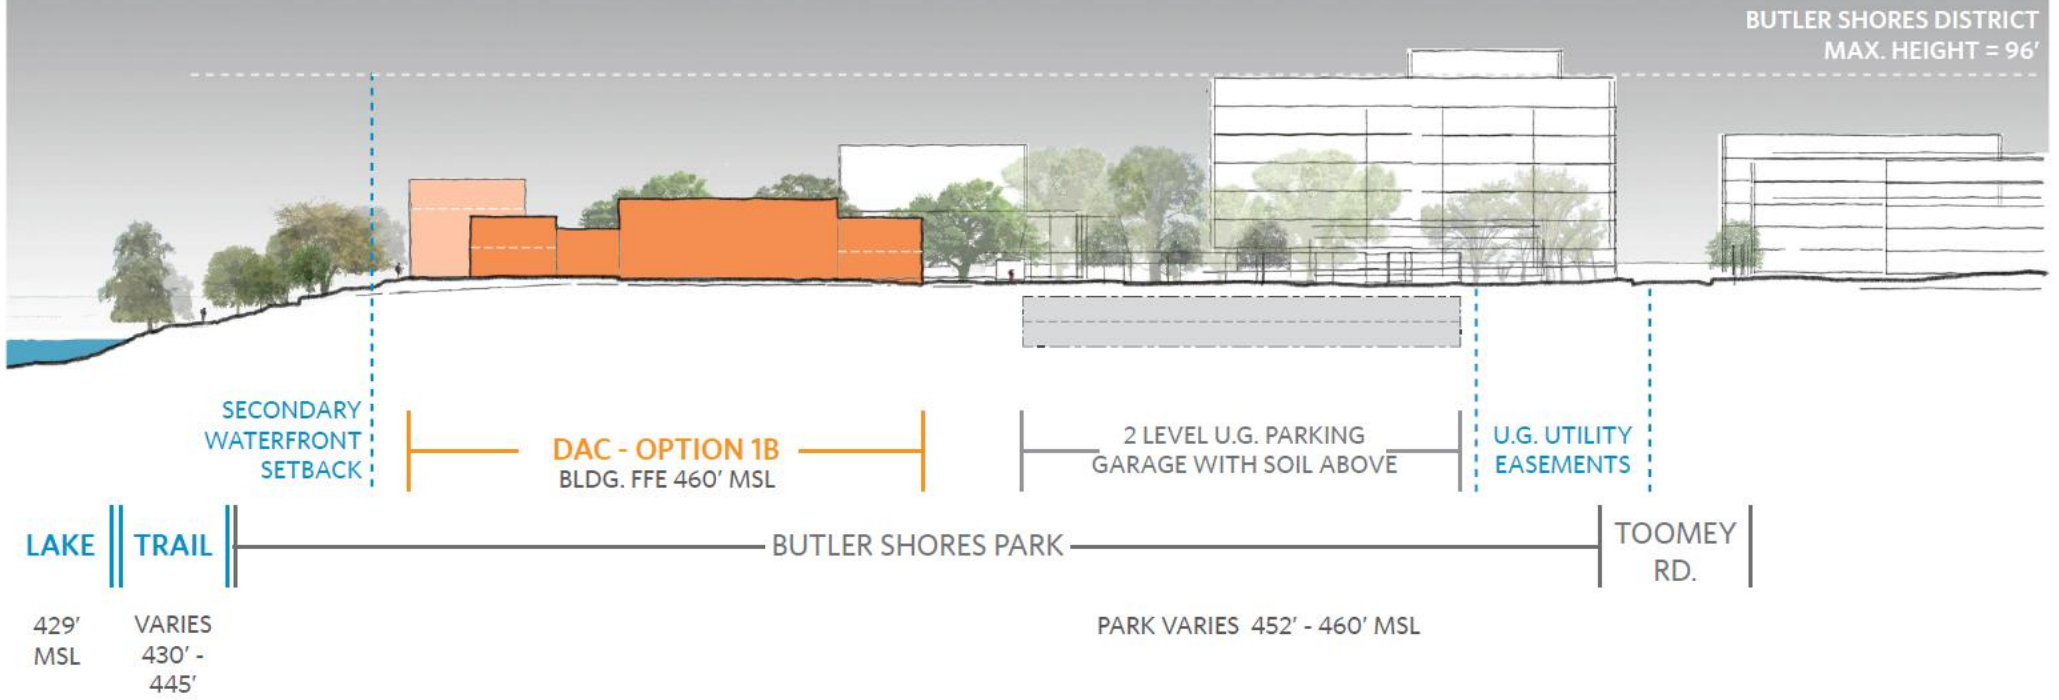 BUTLER SHORES DISTRICT
MAX. HEIGHT = 96′
SECONDARY
WATERFRONT
SETBACK
DAC - OPTION 1B
BLDG. FFE 460′ MSL
2 LEVEL U.G. PARKING
GARAGE WITH SOIL ABOVE
U.G. UTILITY
EASEMENTS
LAKE
TRAIL
BUTLER SHORES PARK
TOOMEY
RD.
429′
MSL
VARIES
430′ -
445′
PARK VARIES 452′ - 460′ MSL